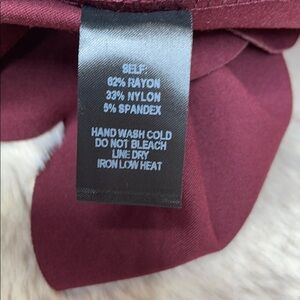 SELF:
62% RAYON
33% NYLON
5% SPANDEX
HAND WASH COLD
DO NOT BLEACH
LINE DRY
IRON LOW HEAT